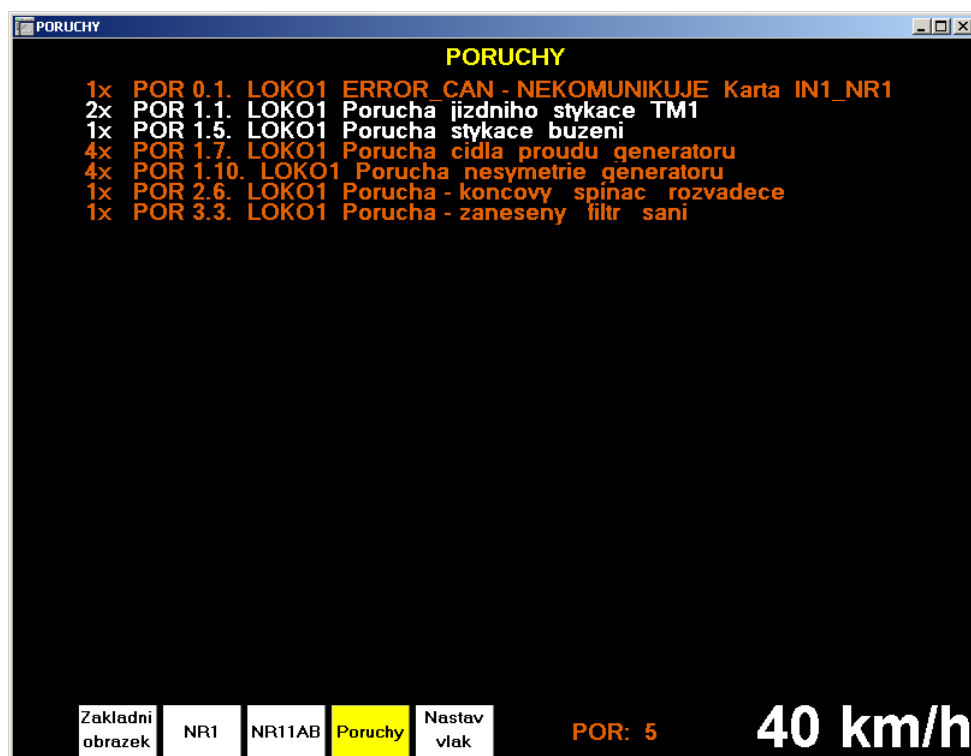 PORUCHY
PORUCHY
1x POR 0.1. LOKO1 ERROR_CAN - NEKOMUNIKUJE Karta IN1_NR1
2x POR 1.1. LOKO1 Porucha jizdniho stykace TM1
1x POR 1.5. LOKO1 Porucha stykace buzeni
4x POR 1.7. LOKO1 Porucha cidla proudu generatoru
4x POR 1.10. LOKO1 Porucha nesymetrie generatoru
1x POR 2.6. LOKO1 Porucha - koncovy spinac rozvadece
1x POR 3.3. LOKO1 Porucha - zaneseny filtr sani
Zakladni
obrazek
NR1
NR11AB
Poruchy
Nastav
vlak
POR: 5
40 km/h